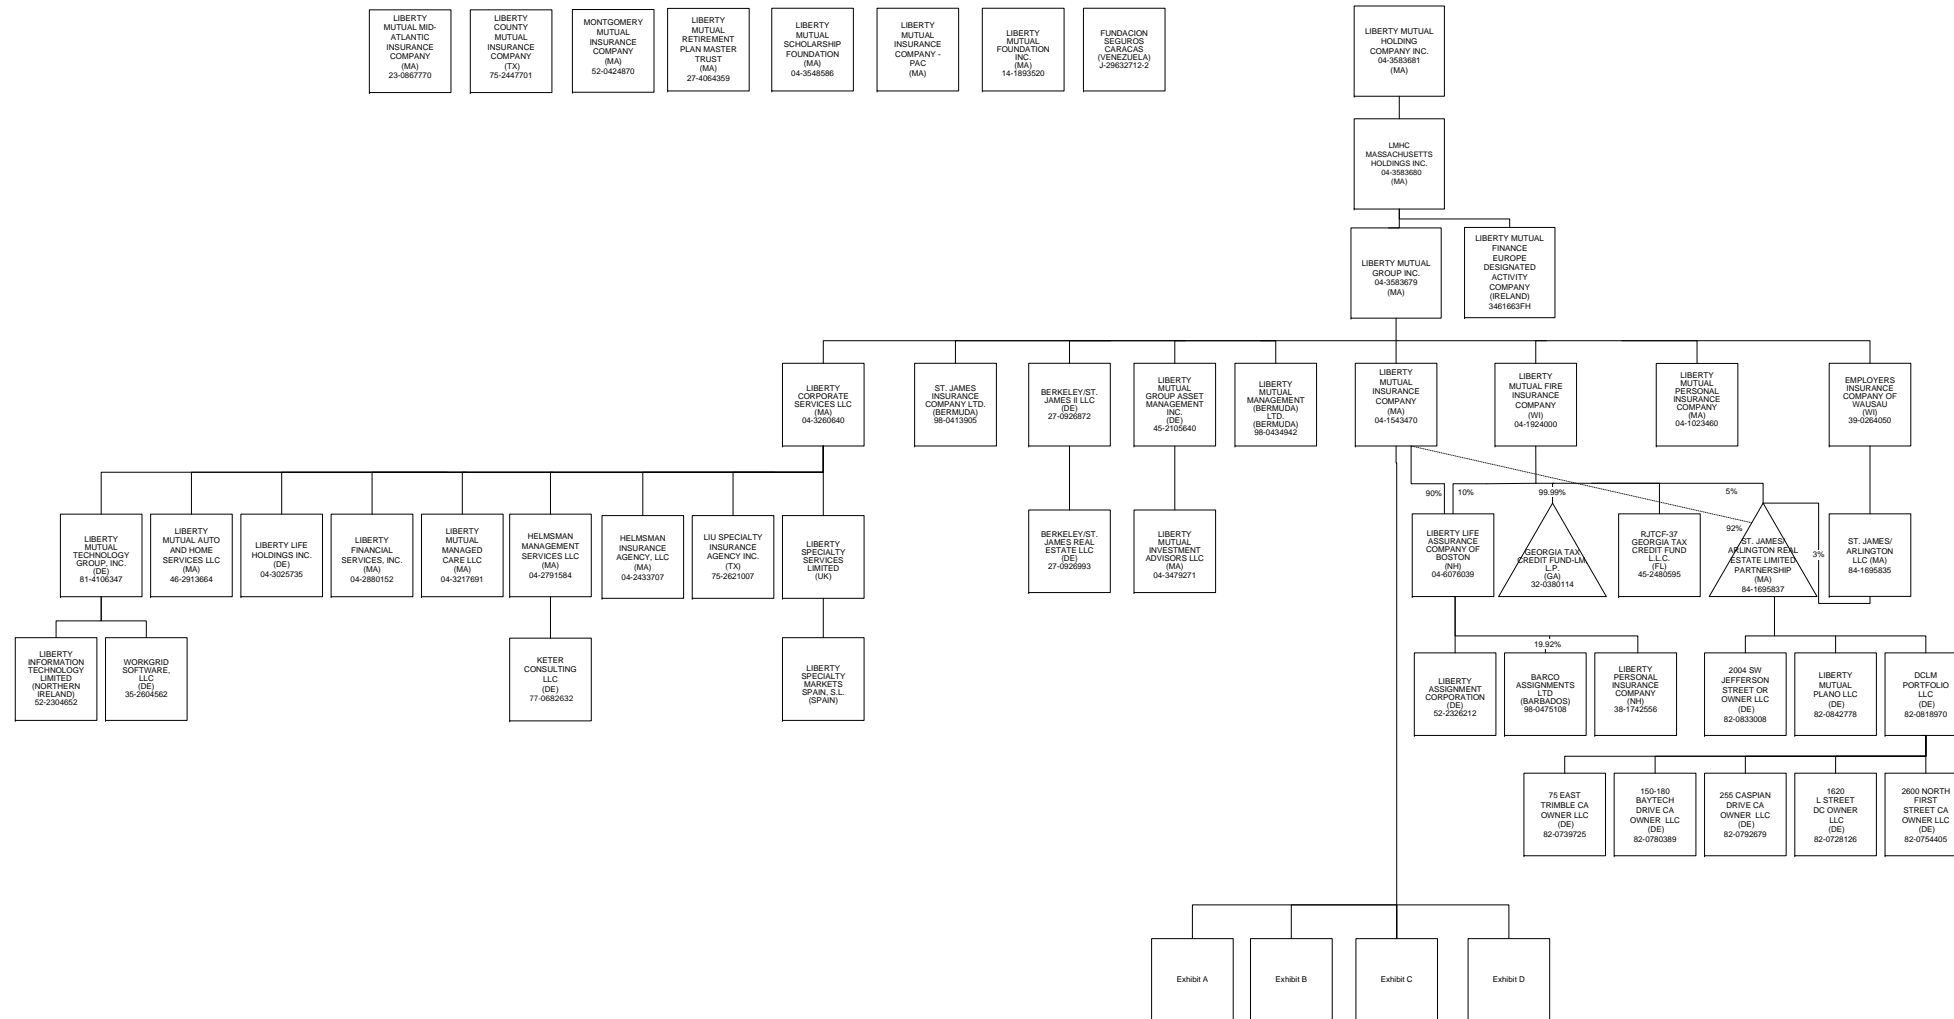 LIBERTY
MUTUAL MID-
ATLANTIC
INSURANCE
COMPANY
(MA)
23-0867770
LIBERTY
COUNTY
MUTUAL
INSURANCE
COMPANY
(TX)
75-2447701
MONTGOMERY
MUTUAL
INSURANCE
COMPANY
(MA)
52-0424870
LIBERTY
MUTUAL
RETIREMENT
PLAN MASTER
TRUST
(MA)
27-4064359
LIBERTY
MUTUAL
SCHOLARSHIP
FOUNDATION
(MA)
04-3548586
LIBERTY
MUTUAL
INSURANCE
COMPANY -
PAC
(MA)
LIBERTY
MUTUAL
FOUNDATION
INC.
(MA)
14-1893520
FUNDACION
SEGUROS
CARACAS
(VENEZUELA)
J-29632712-2
LIBERTY MUTUAL
HOLDING
COMPANY INC.
04-3583681
(MA)
LMHC
MASSACHUSETTS
HOLDINGS INC.
04-3583680
(MA)
LIBERTY MUTUAL
GROUP INC.
04-3583679
(MA)
LIBERTY MUTUAL
FINANCE
EUROPE
DESIGNATED
ACTIVITY
COMPANY
(IRELAND)
3461663FH
LIBERTY
CORPORATE
SERVICES LLC
(MA)
04-3260640
ST. JAMES
INSURANCE
COMPANY LTD.
(BERMUDA)
98-0413905
BERKELEY/ST.
JAMES II LLC
(DE)
27-0926872
LIBERTY
MUTUAL
GROUP ASSET
MANAGEMENT
INC.
(DE)
45-2105640
LIBERTY
MUTUAL
MANAGEMENT
(BERMUDA)
LTD.
(BERMUDA)
98-0434942
LIBERTY
MUTUAL
INSURANCE
COMPANY
(MA)
04-1543470
LIBERTY
MUTUAL FIRE
INSURANCE
COMPANY
(WI)
04-1924000
LIBERTY
MUTUAL
PERSONAL
INSURANCE
COMPANY
(MA)
04-1023460
EMPLOYERS
INSURANCE
COMPANY OF
WAUSAU
(WI)
39-0264050
90%
10%
99.99%
5%
92%
3%
LIBERTY
MUTUAL
TECHNOLOGY
GROUP, INC.
(DE)
81-4106347
LIBERTY
MUTUAL AUTO
AND HOME
SERVICES LLC
(MA)
46-2913664
LIBERTY LIFE
HOLDINGS INC.
(DE)
04-3025735
LIBERTY
FINANCIAL
SERVICES, INC.
(MA)
04-2880152
LIBERTY
MUTUAL
MANAGED
CARE LLC
(MA)
04-3217691
HELMSMAN
MANAGEMENT
SERVICES LLC
(MA)
04-2791584
HELMSMAN
INSURANCE
AGENCY, LLC
(MA)
04-2433707
LIU SPECIALTY
INSURANCE
AGENCY INC.
(TX)
75-2621007
LIBERTY
SPECIALTY
SERVICES
LIMITED
(UK)
BERKELEY/ST.
JAMES REAL
ESTATE LLC
(DE)
27-0926993
LIBERTY
MUTUAL
INVESTMENT
ADVISORS LLC
(MA)
04-3479271
LIBERTY LIFE
ASSURANCE
COMPANY OF
BOSTON
(NH)
04-6076039
GEORGIA TAX
CREDIT FUND-LM
L.P.
(GA)
32-0380114
RJTCF-37
GEORGIA TAX
CREDIT FUND
L.L.C.
(FL)
45-2480595
ST. JAMES/
ARLINGTON REAL
ESTATE LIMITED
PARTNERSHIP
(MA)
84-1695837
ST. JAMES/
ARLINGTON
LLC (MA)
84-1695835
LIBERTY
INFORMATION
TECHNOLOGY
LIMITED
(NORTHERN
IRELAND)
52-2304652
WORKGRID
SOFTWARE,
LLC
(DE)
35-2604562
KETER
CONSULTING
LLC
(DE)
77-0682632
LIBERTY
SPECIALTY
MARKETS
SPAIN, S.L.
(SPAIN)
19.92%
LIBERTY
ASSIGNMENT
CORPORATION
(DE)
52-2326212
BARCO
ASSIGNMENTS
LTD
(BARBADOS)
98-0475108
LIBERTY
PERSONAL
INSURANCE
COMPANY
(NH)
38-1742556
2004 SW
JEFFERSON
STREET OR
OWNER LLC
(DE)
82-0833008
LIBERTY
MUTUAL
PLANO LLC
(DE)
82-0842778
DCLM
PORTFOLIO
LLC
(DE)
82-0818970
75 EAST
TRIMBLE CA
OWNER LLC
(DE)
82-0739725
150-180
BAYTECH
DRIVE CA
OWNER LLC
(DE)
82-0780389
255 CASPIAN
DRIVE CA
OWNER LLC
(DE)
82-0792679
1620
L STREET
DC OWNER
LLC
(DE)
82-0728126
2600 NORTH
FIRST
STREET CA
OWNER LLC
(DE)
82-0754405
Exhibit A
Exhibit B
Exhibit C
Exhibit D